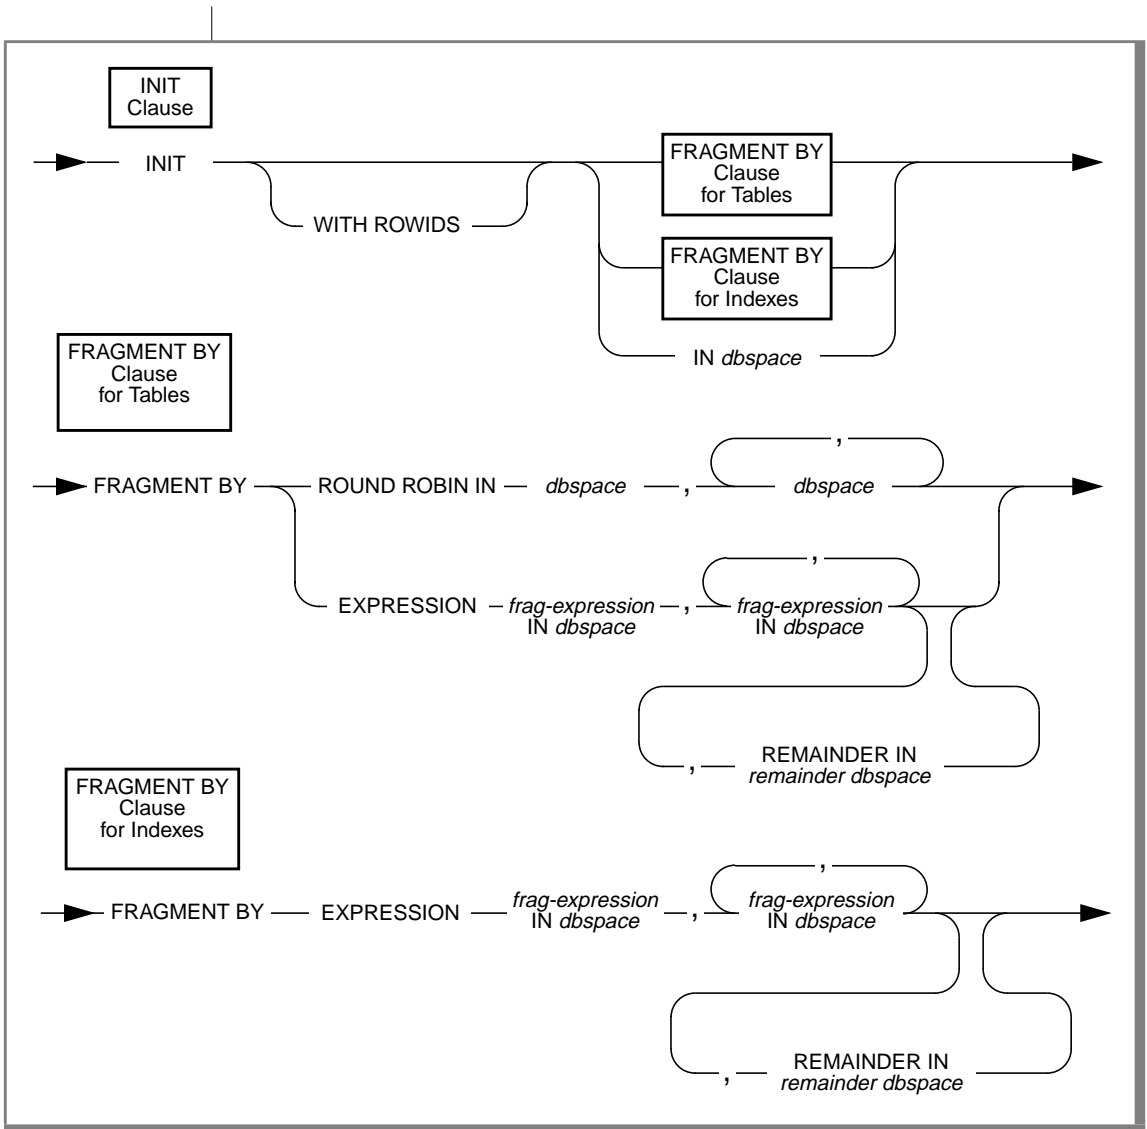 INIT
Clause
INIT
WITH ROWIDS
FRAGMENT BY
Clause
for Tables
FRAGMENT BY
Clause
for Indexes
IN dbspace
FRAGMENT BY
Clause
for Tables
,
FRAGMENT BY ROUND ROBIN IN dbspace , dbspace
,
EXPRESSION frag-expression , frag-expression
IN dbspace IN dbspace
, REMAINDER IN
remainder dbspace
FRAGMENT BY
Clause
for Indexes
,
FRAGMENT BY EXPRESSION frag-expression , frag-expression
IN dbspace IN dbspace
, REMAINDER IN
remainder dbspace